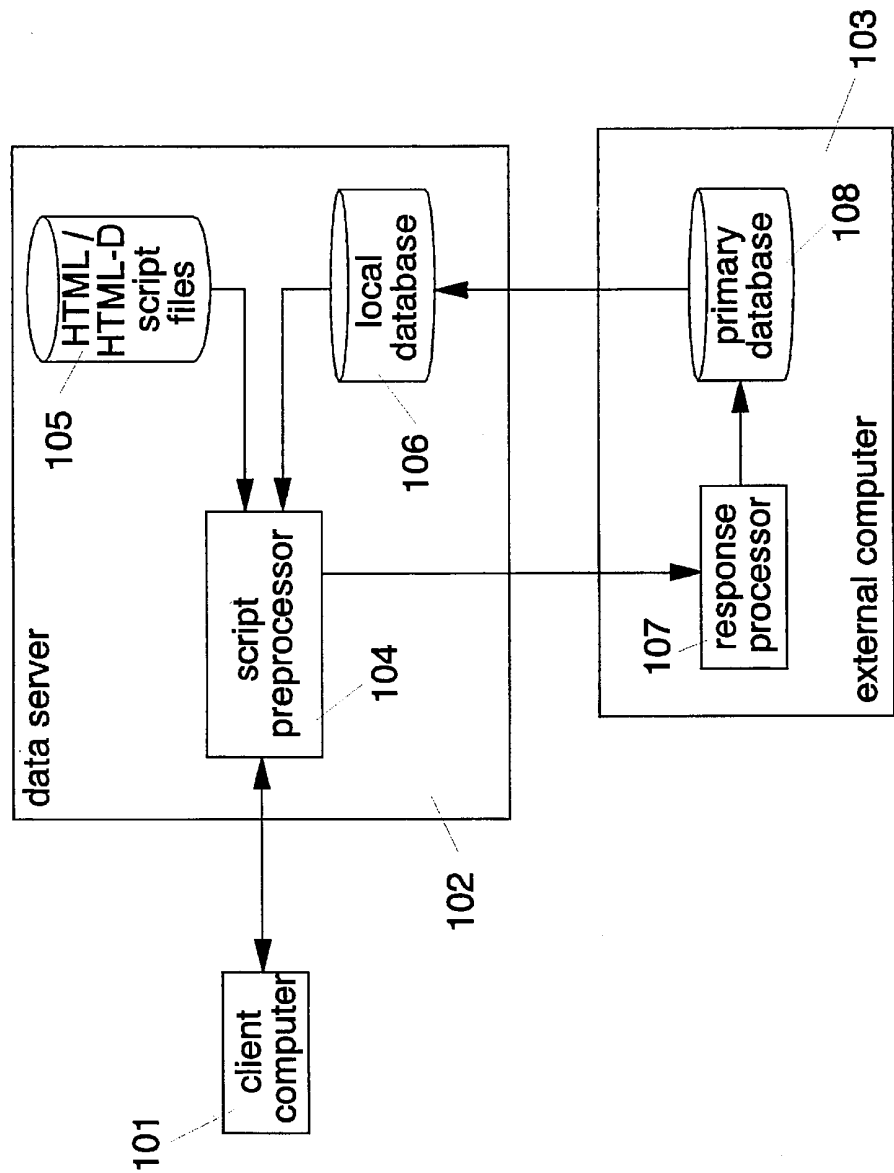 data server
105
HTML /
HTML-D
script
files
script
preprocessor
104
local
database
106
102
client
computer
101
response
processor
107
primary
database
108
external computer
103